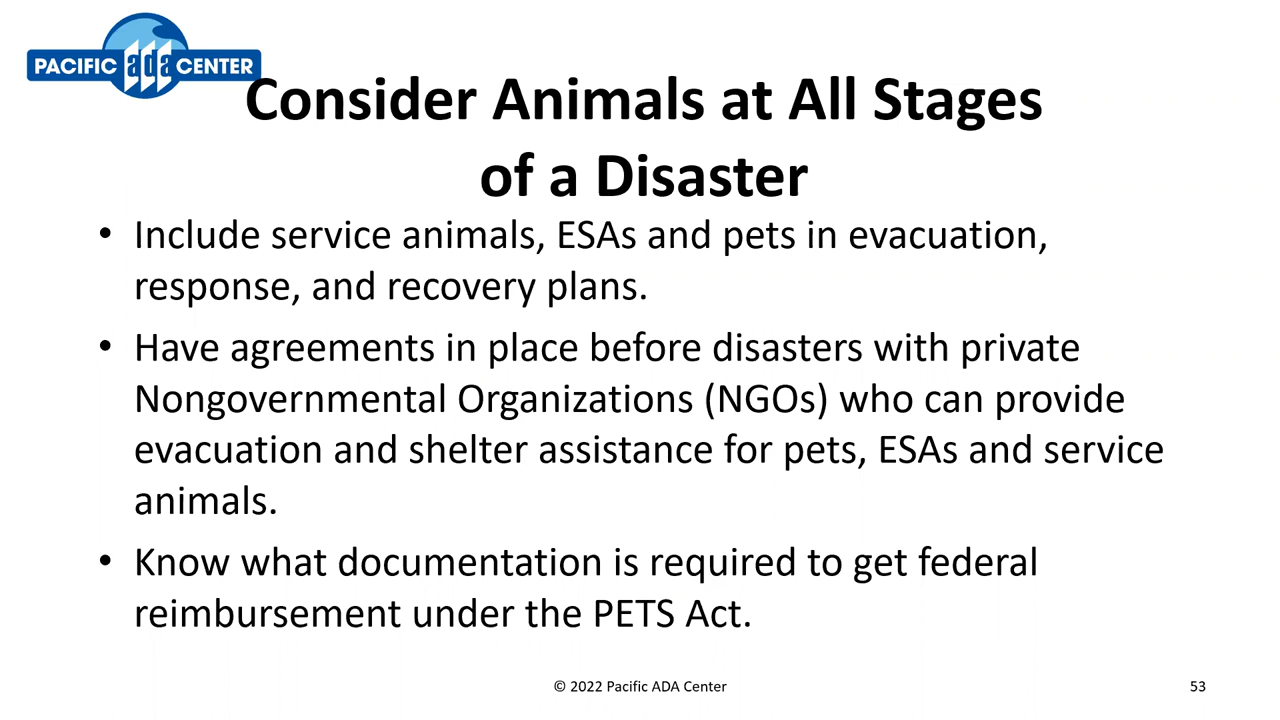 PACIFIC ada CENTER
Consider Animals at All Stages
of a Disaster
• Include service animals, ESAs and pets in evacuation,
response, and recovery plans.
• Have agreements in place before disasters with private
Nongovernmental Organizations (NGOs) who can provide
evacuation and shelter assistance for pets, ESAs and service
animals.
• Know what documentation is required to get federal
reimbursement under the PETS Act.
© 2022 Pacific ADA Center
53